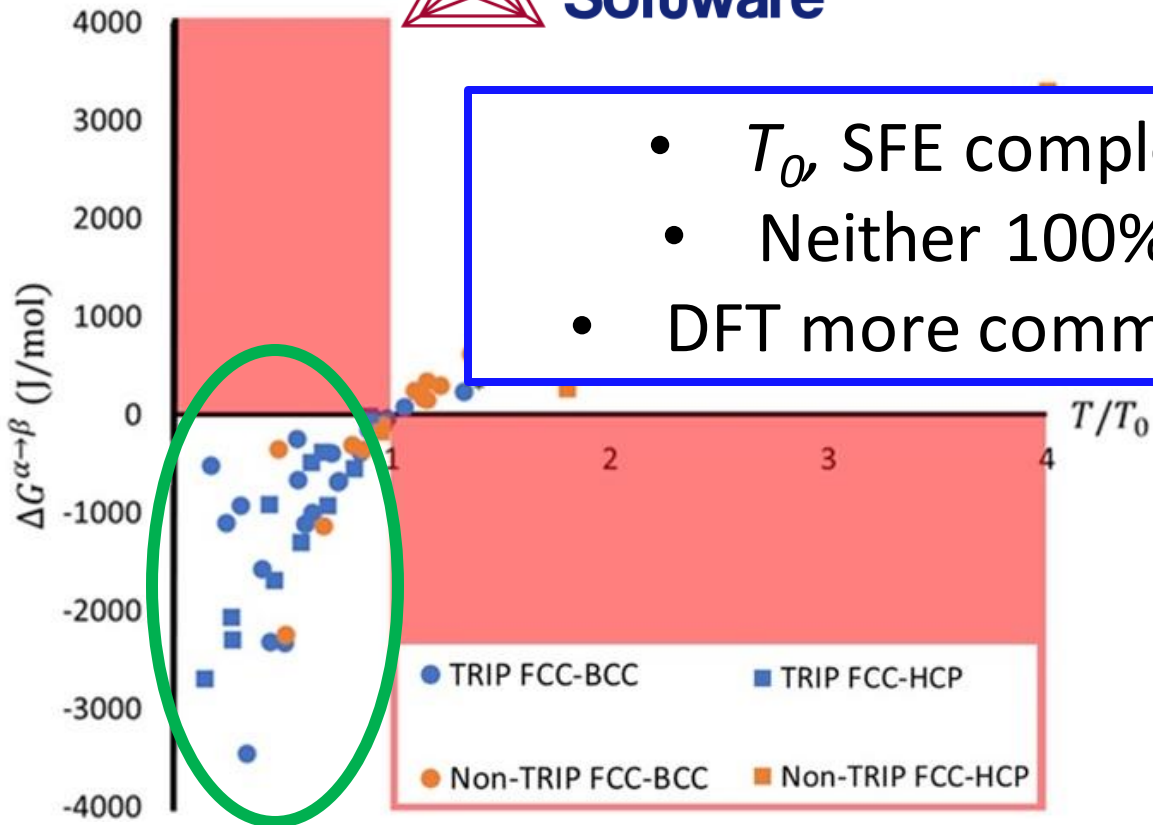 Software
4000
3000
2000
1000
0
-1000
-2000
-3000
-4000
ΔG^α→β (J/mol)
• T₀, SFE compl
• Neither 100%
• DFT more comm
T/T₀
1
2
3
4
TRIP FCC-BCC
TRIP FCC-HCP
Non-TRIP FCC-BCC
Non-TRIP FCC-HCP